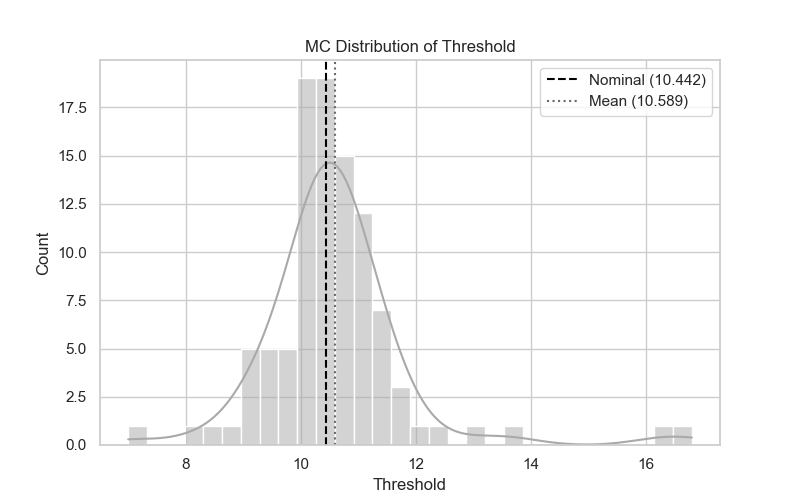 MC Distribution of Threshold
Nominal (10.442)
Mean (10.589)
Count
17.5
15.0
12.5
10.0
7.5
5.0
2.5
0.0
8 10 12 14 16
Threshold